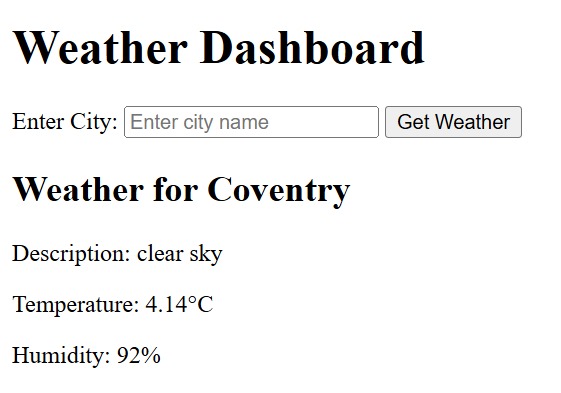 Weather Dashboard
Enter City: Enter city name Get Weather
Weather for Coventry
Description: clear sky
Temperature: 4.14°C
Humidity: 92%